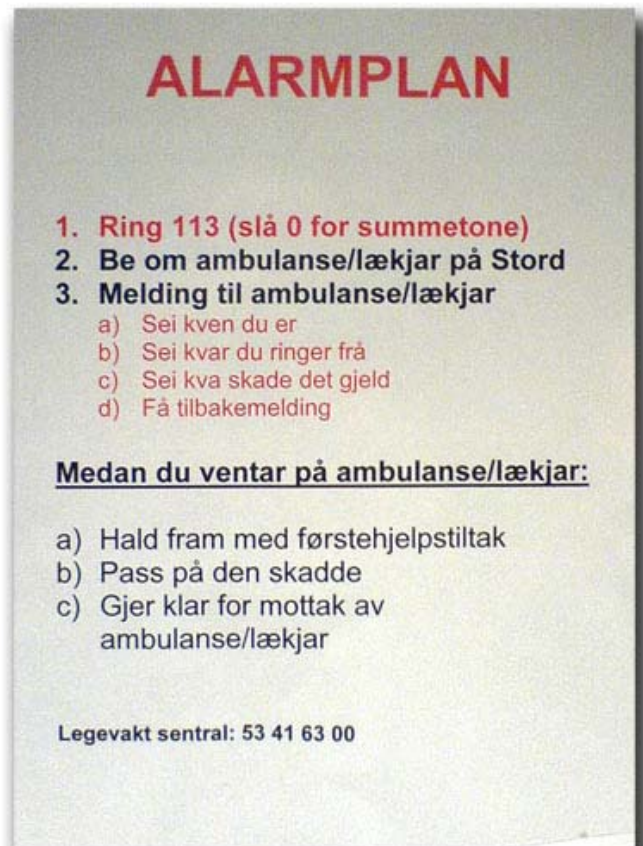 ALARMPLAN
1. Ring 113 (slå 0 for summetone)
2. Be om ambulanse/lækjar på Stord
3. Melding til ambulanse/lækjar
a) Sei kven du er
b) Sei kvar du ringer frå
c) Sei kva skade det gjeld
d) Få tilbakemelding
Medan du ventar på ambulanse/lækjar:
a) Hald fram med førstehjelpstiltak
b) Pass på den skadde
c) Gjer klar for mottak av
ambulanse/lækjar
Legevakt sentral: 53 41 63 00